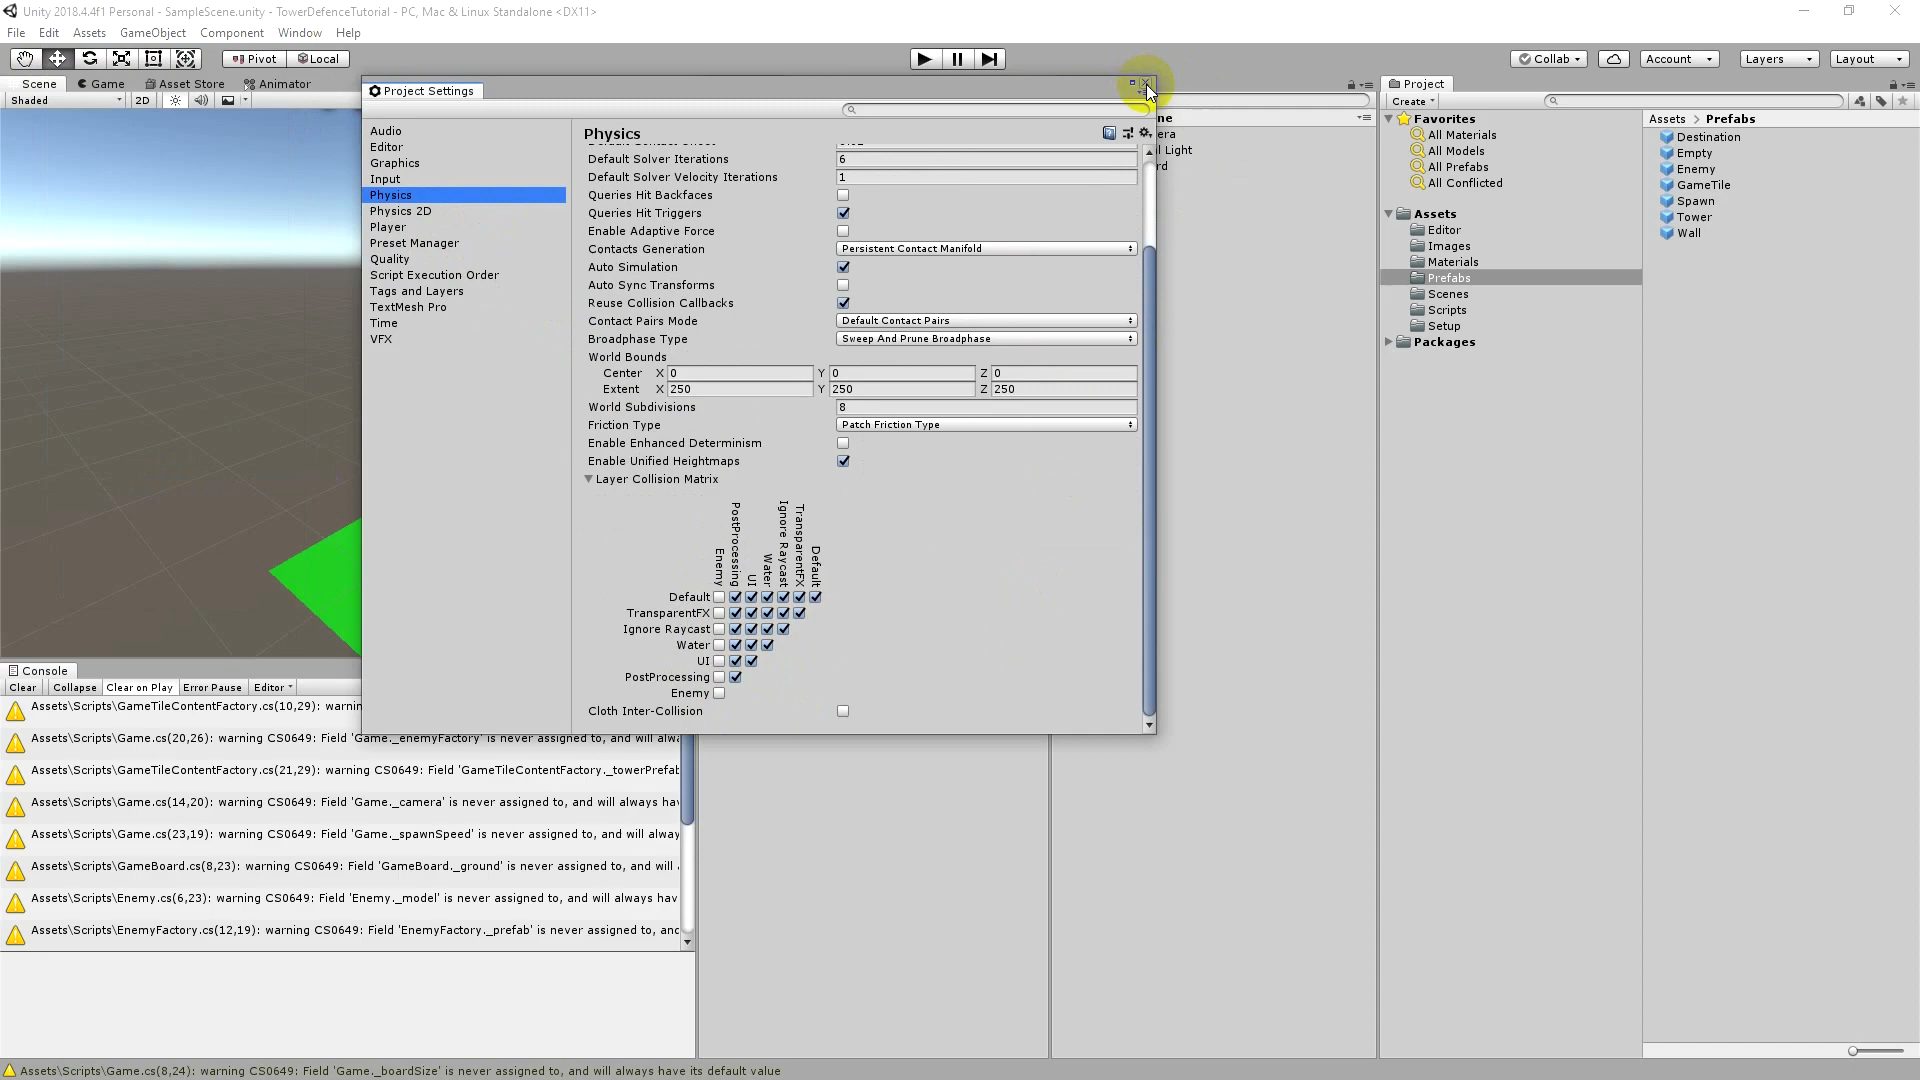 Unity 2018.4.4f1 Personal - SampleScene.unity - TowerDefenceTutorial - PC, Mac & Linux Standalone <DX11>
File Edit Assets GameObject Component Window Help
Pivot Local
Collab Account Layers Layout
Scene Game Asset Store Animator
Shaded 2D
Project Settings
Audio
Editor
Graphics
Input
Physics
Physics 2D
Player
Preset Manager
Quality
Script Execution Order
Tags and Layers
TextMesh Pro
Time
VFX
Physics
Default Solver Iterations 6
Default Solver Velocity Iterations 1
Queries Hit Backfaces
Queries Hit Triggers
Enable Adaptive Force
Contacts Generation Persistent Contact Manifold
Auto Simulation
Auto Sync Transforms
Reuse Collision Callbacks
Contact Pairs Mode Default Contact Pairs
Broadphase Type Sweep And Prune Broadphase
World Bounds
Center X 0 Y 0 Z 0
Extent X 250 Y 250 Z 250
World Subdivisions 8
Friction Type Patch Friction Type
Enable Enhanced Determinism
Enable Unified Heightmaps
Layer Collision Matrix
Enemy PostProcessing UI Water Ignore Raycast TransparentFX Default
Default
TransparentFX
Ignore Raycast
Water
UI
PostProcessing
Enemy
Cloth Inter-Collision
ne
era
l Light
rd
Project
Create
Favorites
All Materials
All Models
All Prefabs
All Conflicted
Assets
Editor
Images
Materials
Prefabs
Scenes
Scripts
Setup
Packages
Assets > Prefabs
Destination
Empty
Enemy
GameTile
Spawn
Tower
Wall
Console
Clear Collapse Clear on Play Error Pause Editor
Assets\Scripts\GameTileContentFactory.cs(10,29): warnin
Assets\Scripts\Game.cs(20,26): warning CS0649: Field 'Game._enemyFactory' is never assigned to, and will alwa
Assets\Scripts\GameTileContentFactory.cs(21,29): warning CS0649: Field 'GameTileContentFactory._towerPrefab
Assets\Scripts\Game.cs(14,20): warning CS0649: Field 'Game._camera' is never assigned to, and will always hav
Assets\Scripts\Game.cs(23,19): warning CS0649: Field 'Game._spawnSpeed' is never assigned to, and will alway
Assets\Scripts\GameBoard.cs(8,23): warning CS0649: Field 'GameBoard._ground' is never assigned to, and will
Assets\Scripts\Enemy.cs(6,23): warning CS0649: Field 'Enemy._model' is never assigned to, and will always hav
Assets\Scripts\EnemyFactory.cs(12,19): warning CS0649: Field 'EnemyFactory._prefab' is never assigned to, and
Assets\Scripts\Game.cs(8,24): warning CS0649: Field 'Game._boardSize' is never assigned to, and will always have its default value